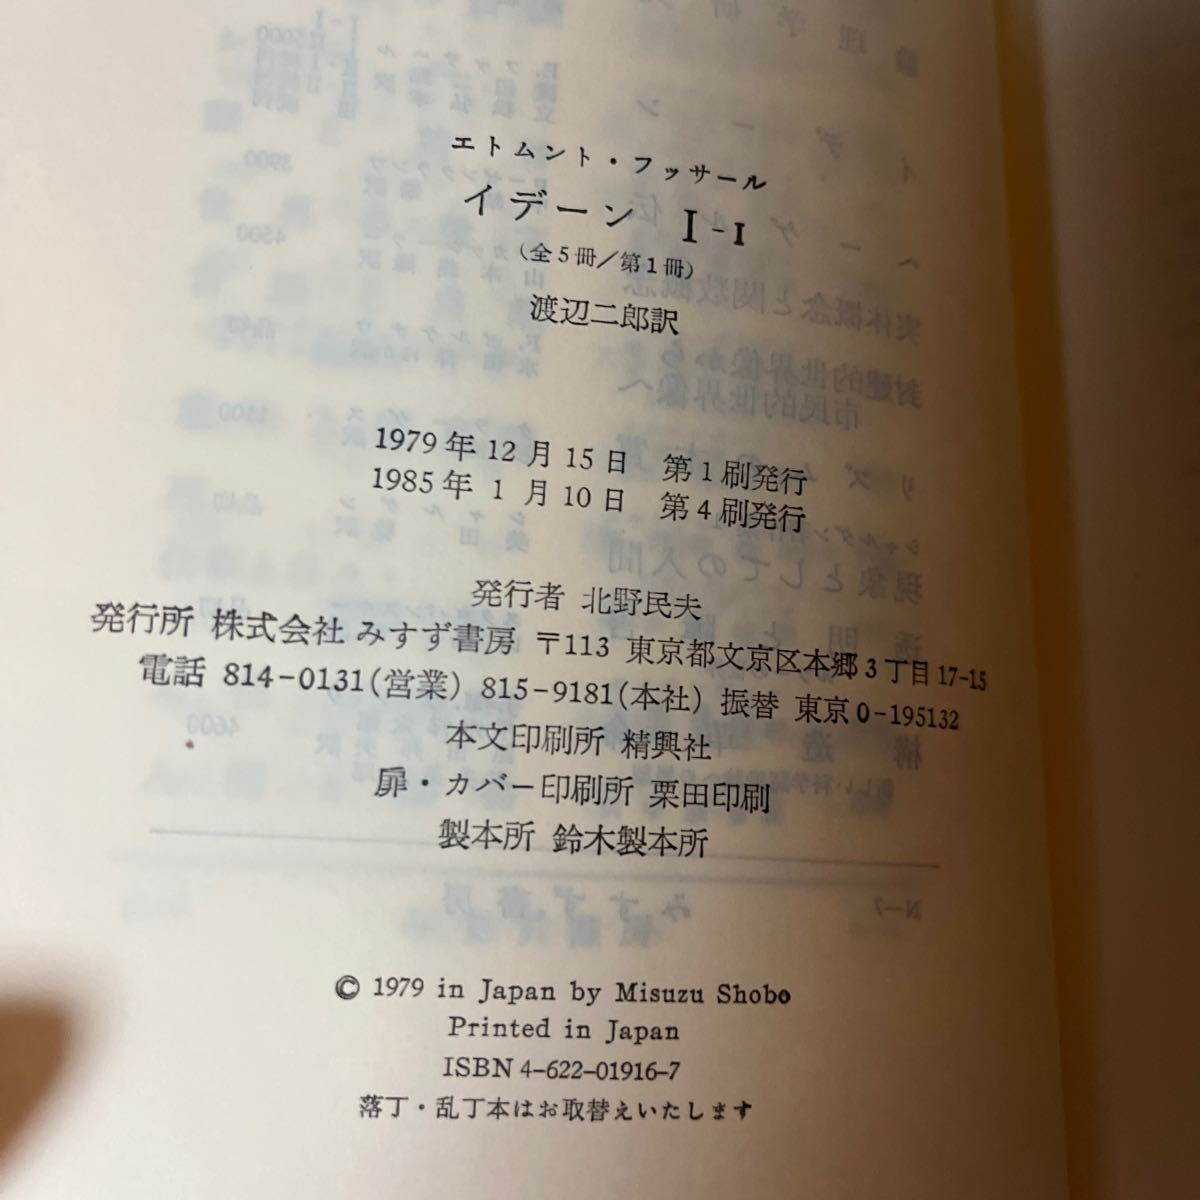 エトムント・フッサール
イデーン I-I
(全5冊/第1冊)
渡辺二郎訳
1979年12月15日 第1刷発行
1985年1月10日 第4刷発行
発行者 北野民夫
発行所 株式会社 みすず書房 〒113 東京都文京区本郷3丁目17-15
電話 814-0131(営業) 815-9181(本社) 振替 東京0-195132
本文印刷所 精興社
扉・カバー印刷所 栗田印刷
製本所 鈴木製本所
© 1979 in Japan by Misuzu Shobo
Printed in Japan
ISBN 4-622-01916-7
落丁・乱丁本はお取替えいたします